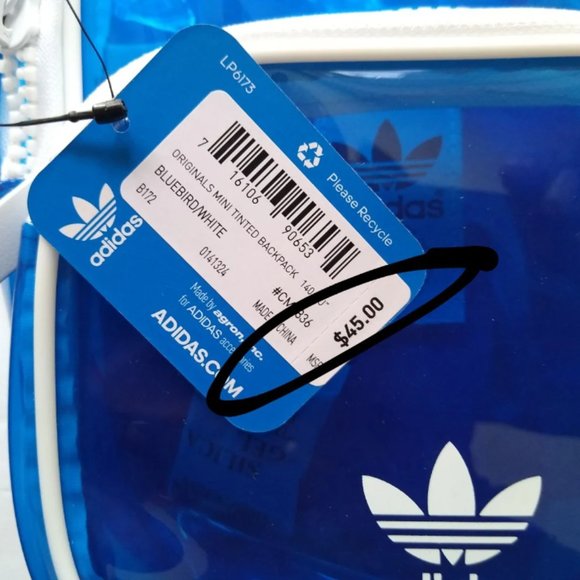 LP6173
Please Recycle
7 16106 90653
ORIGINALS MINI TINTED BACKPACK
BLUEBIRD/WHITE
B172
0141324
MADE CHINA
$45.00
adidas
Made by agron, inc.
for ADIDAS accessories
ADIDAS.COM